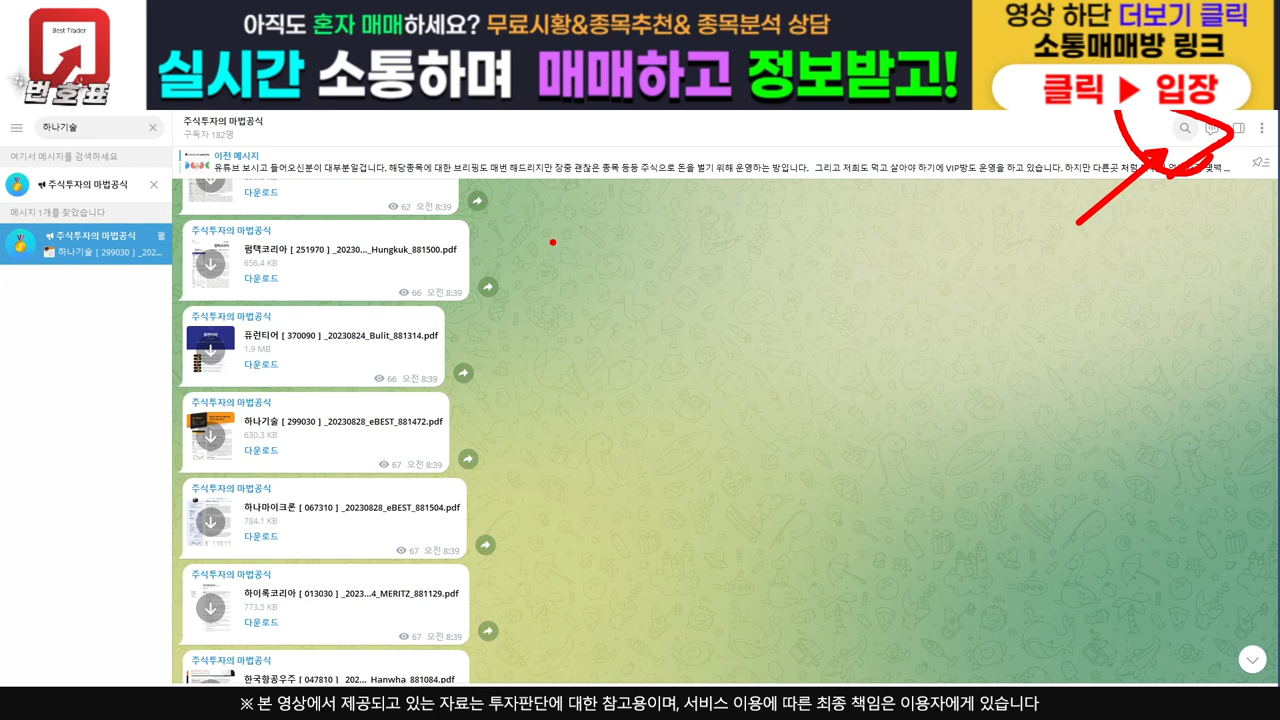 Best Trader
번호표
아직도 혼자 매매하세요? 무료시황&종목추천& 종목분석 상담
실시간 소통하며 매매하고 정보받고!
영상 하단 더보기 클릭
소통매매방 링크
클릭 ▶ 입장
하나기술
여기서 메시지를 검색하세요
주식투자의 마법공식
메시지 1개를 찾았습니다
주식투자의 마법공식 월
하나기술 [ 299030 ] _202...
주식투자의 마법공식
구독자 182명
이전 메시지
유튜브 보시고 들어오신분이 대부분일겁니다. 해당종목에 대한 브리핑도 매번 해드리지만 장중 괜찮은 종목 등등 주식으로 돈을 벌기 위해 운영하는 방입니다. 그리고 저희도 먹고 살아야 하기에 VIP방도 운영을 하고 있습니다. 하지만 다른곳 처럼
다운로드
62 오전 8:39
주식투자의 마법공식
펌텍코리아 [ 251970 ] _20230..._Hungkuk_881500.pdf
656.4 KB
다운로드
66 오전 8:39
주식투자의 마법공식
퓨런티어 [ 370090 ] _20230824_Bulit_881314.pdf
1.9 MB
다운로드
66 오전 8:39
주식투자의 마법공식
하나기술 [ 299030 ] _20230828_eBEST_881472.pdf
630.3 KB
다운로드
67 오전 8:39
주식투자의 마법공식
하나마이크론 [ 067310 ] _20230828_eBEST_881504.pdf
784.1 KB
다운로드
67 오전 8:39
주식투자의 마법공식
하이록코리아 [ 013030 ] _2023...4_MERITZ_881129.pdf
773.5 KB
다운로드
67 오전 8:39
주식투자의 마법공식
한국항공우주 [ 047810 ] _202..._Hanwha_881084.pdf
※ 본 영상에서 제공되고 있는 자료는 투자판단에 대한 참고용이며, 서비스 이용에 따른 최종 책임은 이용자에게 있습니다